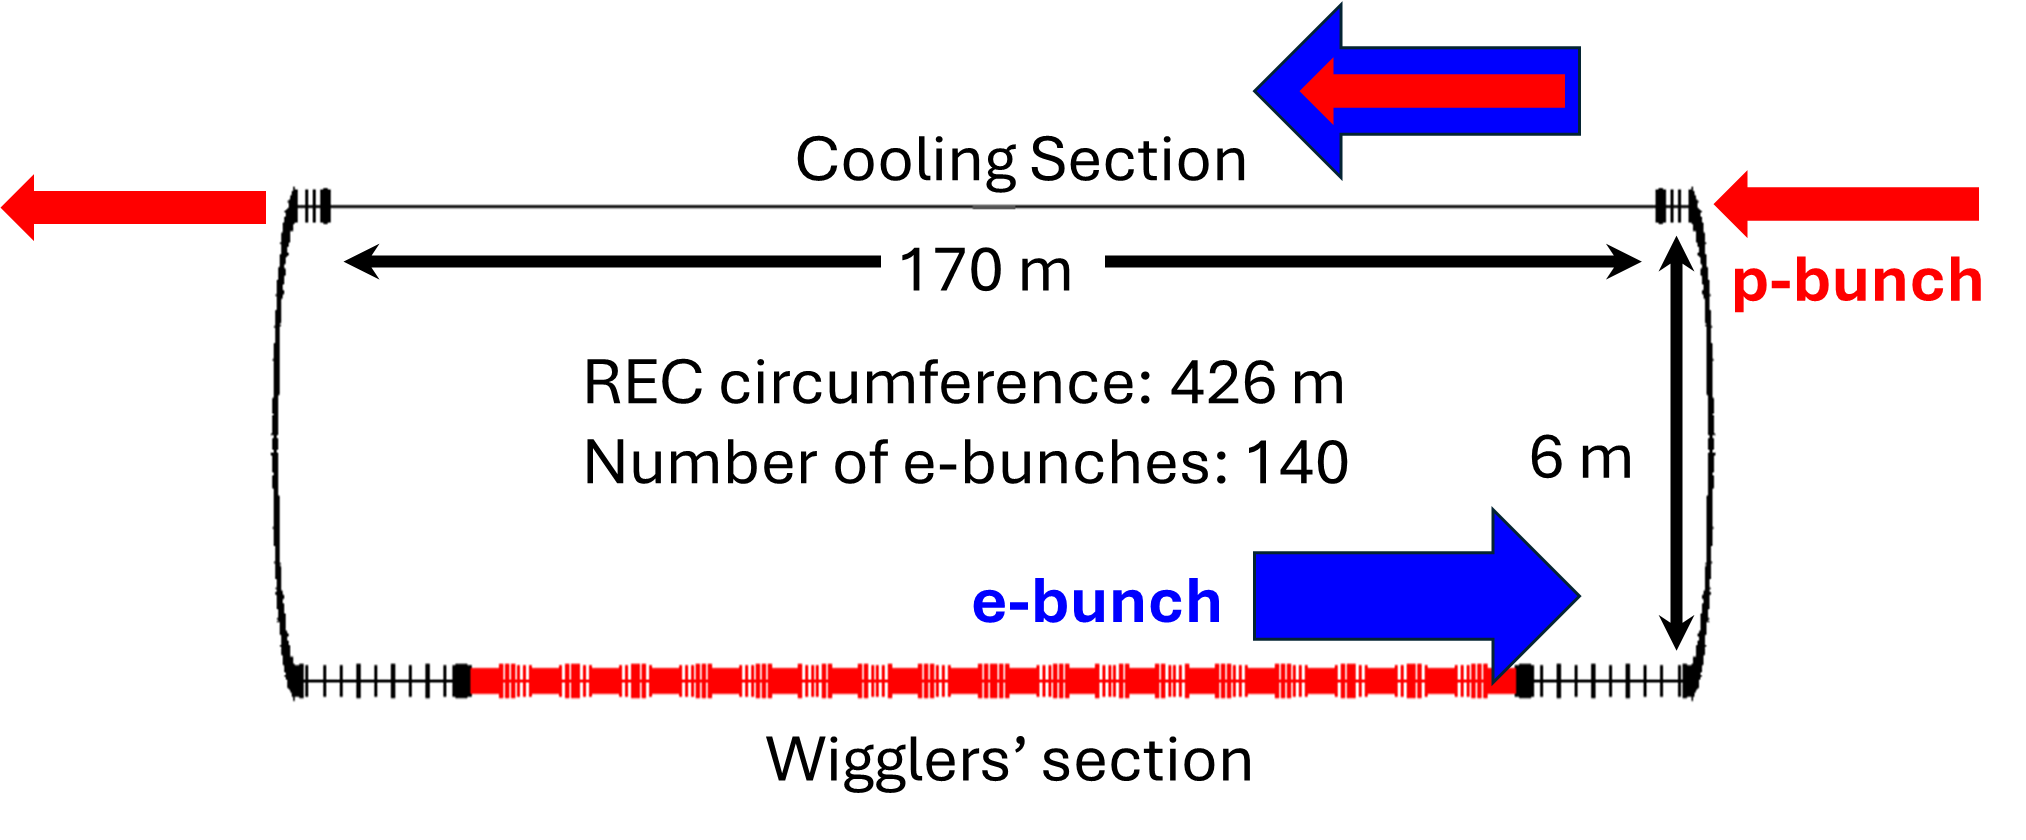 Cooling Section
170 m
p-bunch
REC circumference: 426 m
Number of e-bunches: 140
6 m
e-bunch
Wigglers’ section